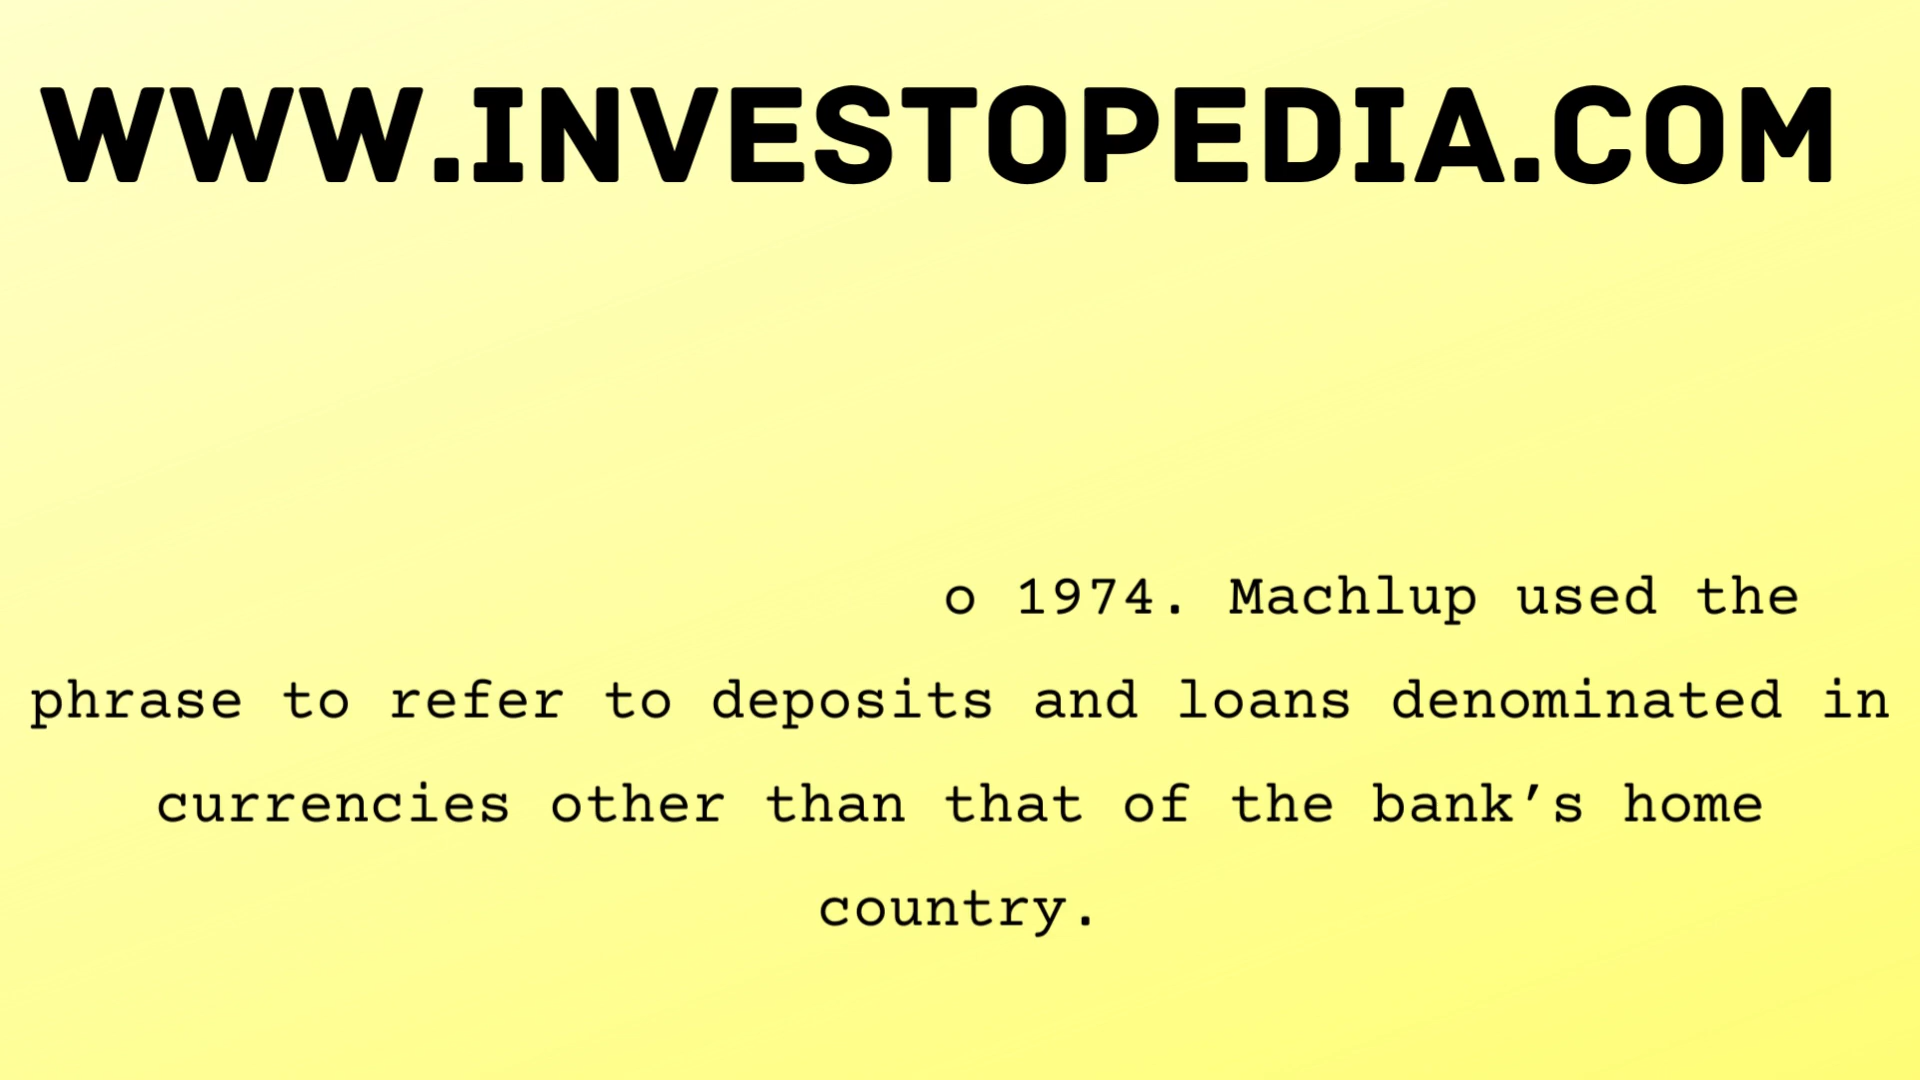 WWW.INVESTOPEDIA.COM
o 1974. Machlup used the
phrase to refer to deposits and loans denominated in
currencies other than that of the bank’s home
country.